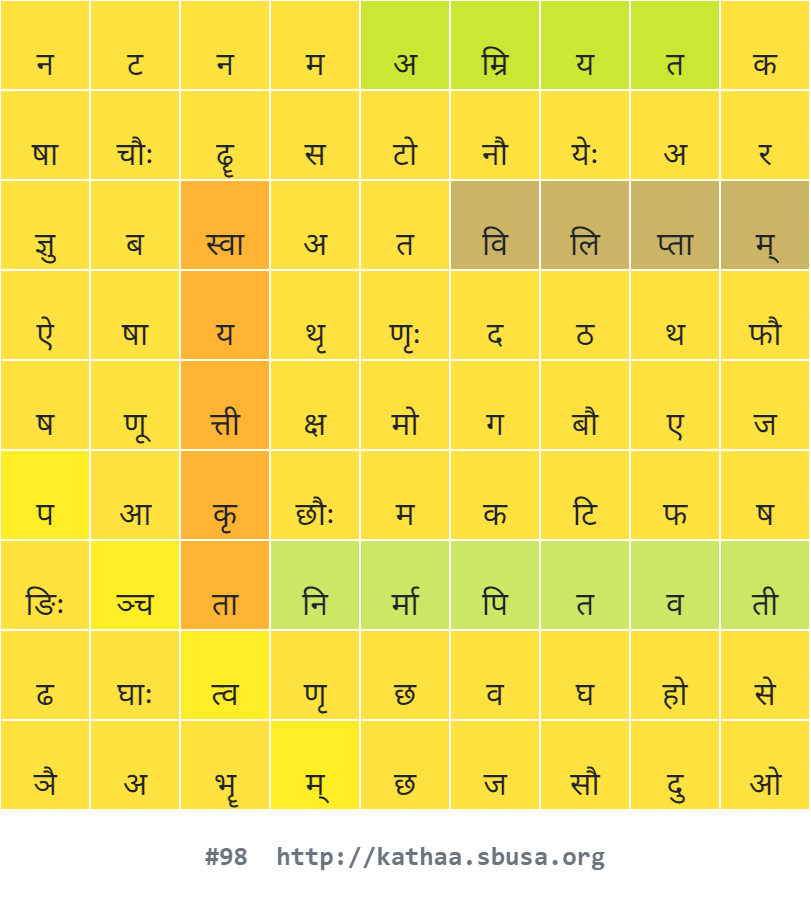 न ट न म अ म्रि य त क
षा चौः ढॄ स टो नौ येः अ र
ज्ञु ब स्वा अ त वि लि प्ता म्
ऐ षा य थृ णृः द ठ थ फौ
ष णू त्ती क्ष मो ग बौ ए ज
प आ कृ छौः म क टि फ ष
ङिः ञ्च ता नि र्मा पि त व ती
ढ घाः त्व णृ छ व घ हो से
ञै अ भॄ म् छ ज सौ दु ओ
#98 http://kathaa.sbusa.org